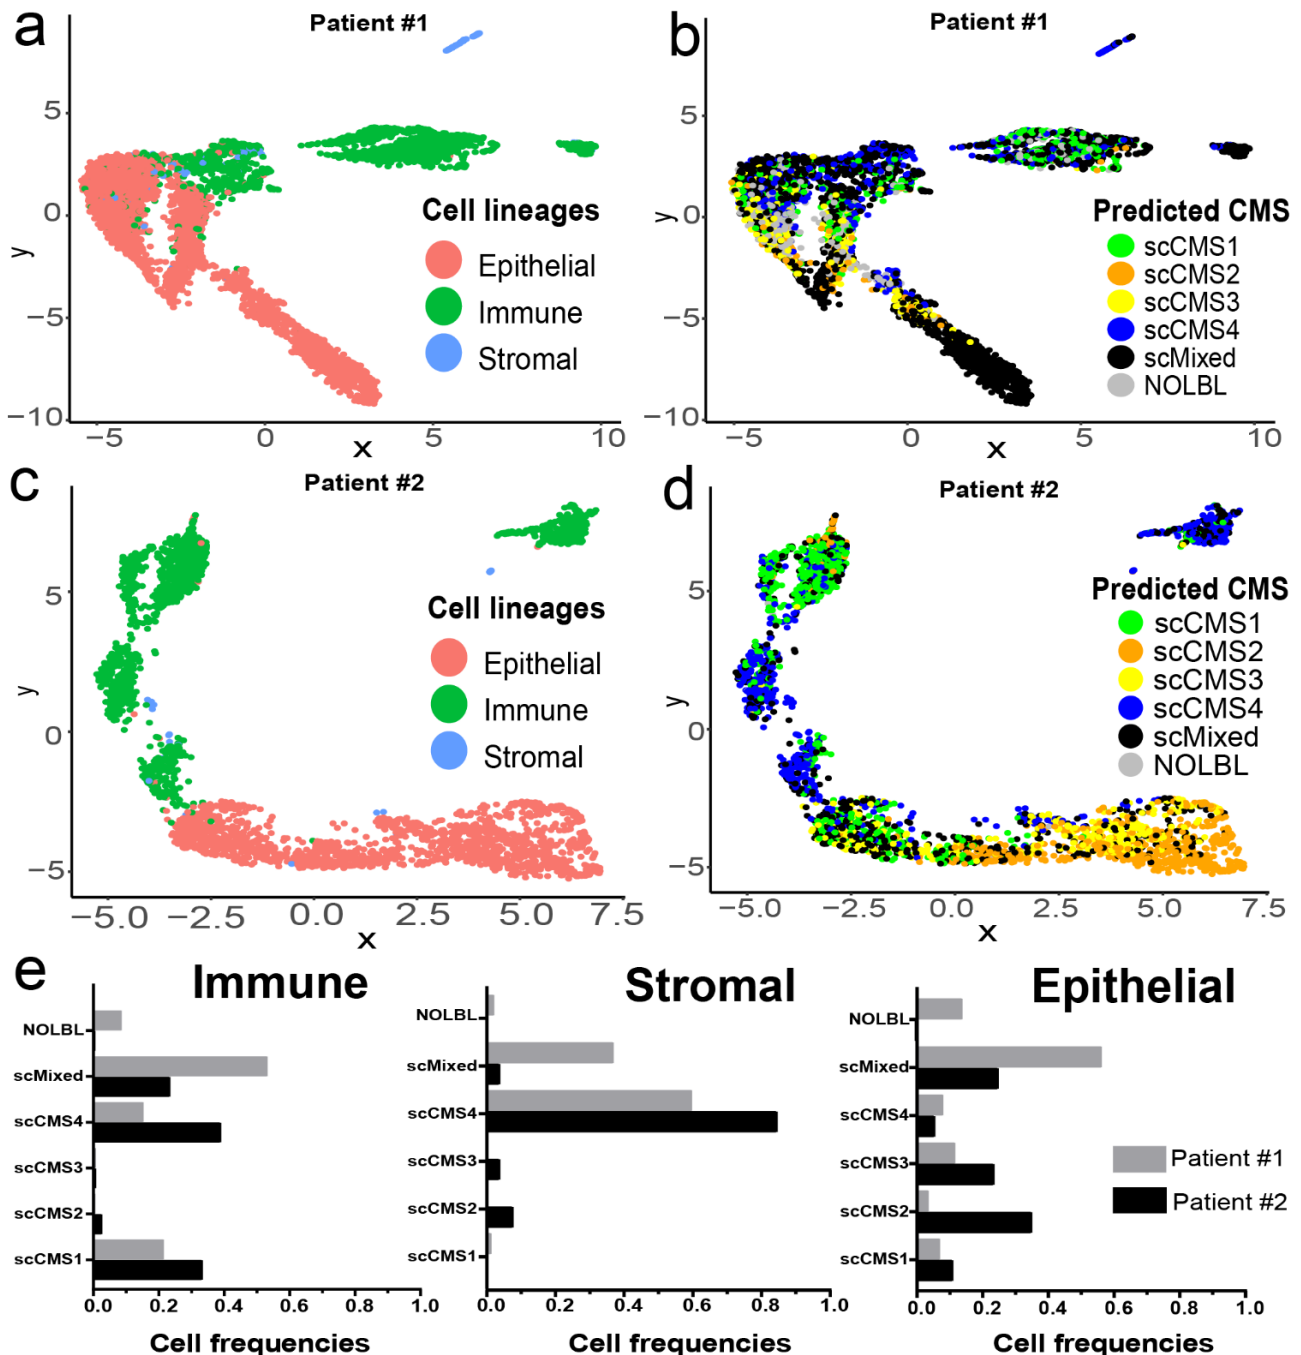 a
Patient #1
5
0
−5
−10
y
−5
0
5
10
x
Cell lineages
Epithelial
Immune
Stromal
b
Patient #1
5
0
−5
−10
y
−5
0
5
10
x
Predicted CMS
scCMS1
scCMS2
scCMS3
scCMS4
scMixed
NOLBL
c
Patient #2
5
0
−5
y
−5.0
−2.5
0.0
2.5
5.0
7.5
x
Cell lineages
Epithelial
Immune
Stromal
d
Patient #2
5
0
−5
y
−5.0
−2.5
0.0
2.5
5.0
7.5
x
Predicted CMS
scCMS1
scCMS2
scCMS3
scCMS4
scMixed
NOLBL
e
Immune
NOLBL
scMixed
scCMS4
scCMS3
scCMS2
scCMS1
0.0 0.2 0.4 0.6 0.8 1.0
Cell frequencies
Stromal
NOLBL
scMixed
scCMS4
scCMS3
scCMS2
scCMS1
0.0 0.2 0.4 0.6 0.8 1.0
Cell frequencies
Epithelial
NOLBL
scMixed
scCMS4
scCMS3
scCMS2
scCMS1
0.0 0.2 0.4 0.6 0.8 1.0
Cell frequencies
Patient #1
Patient #2